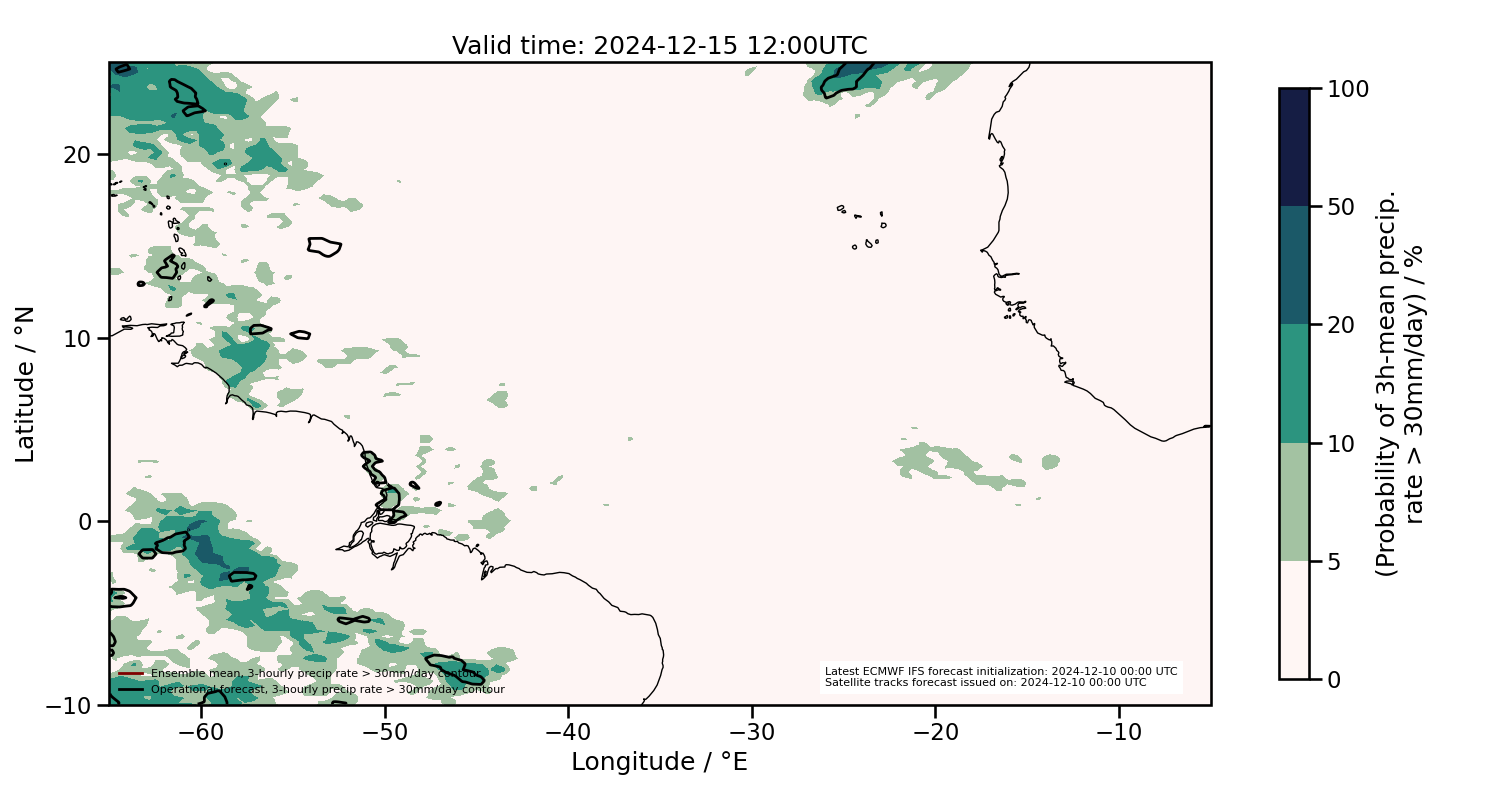 Valid time: 2024-12-15 12:00UTC
Latitude / °N
20
10
0
−10
−60
−50
−40
−30
−20
−10
Longitude / °E
Ensemble mean, 3-hourly precip rate > 30mm/day contour
Operational forecast, 3-hourly precip rate > 30mm/day contour
Latest ECMWF IFS forecast initialization: 2024-12-10 00:00 UTC
Satellite tracks forecast issued on: 2024-12-10 00:00 UTC
100
50
20
10
5
0
(Probability of 3h-mean precip.
rate > 30mm/day) / %